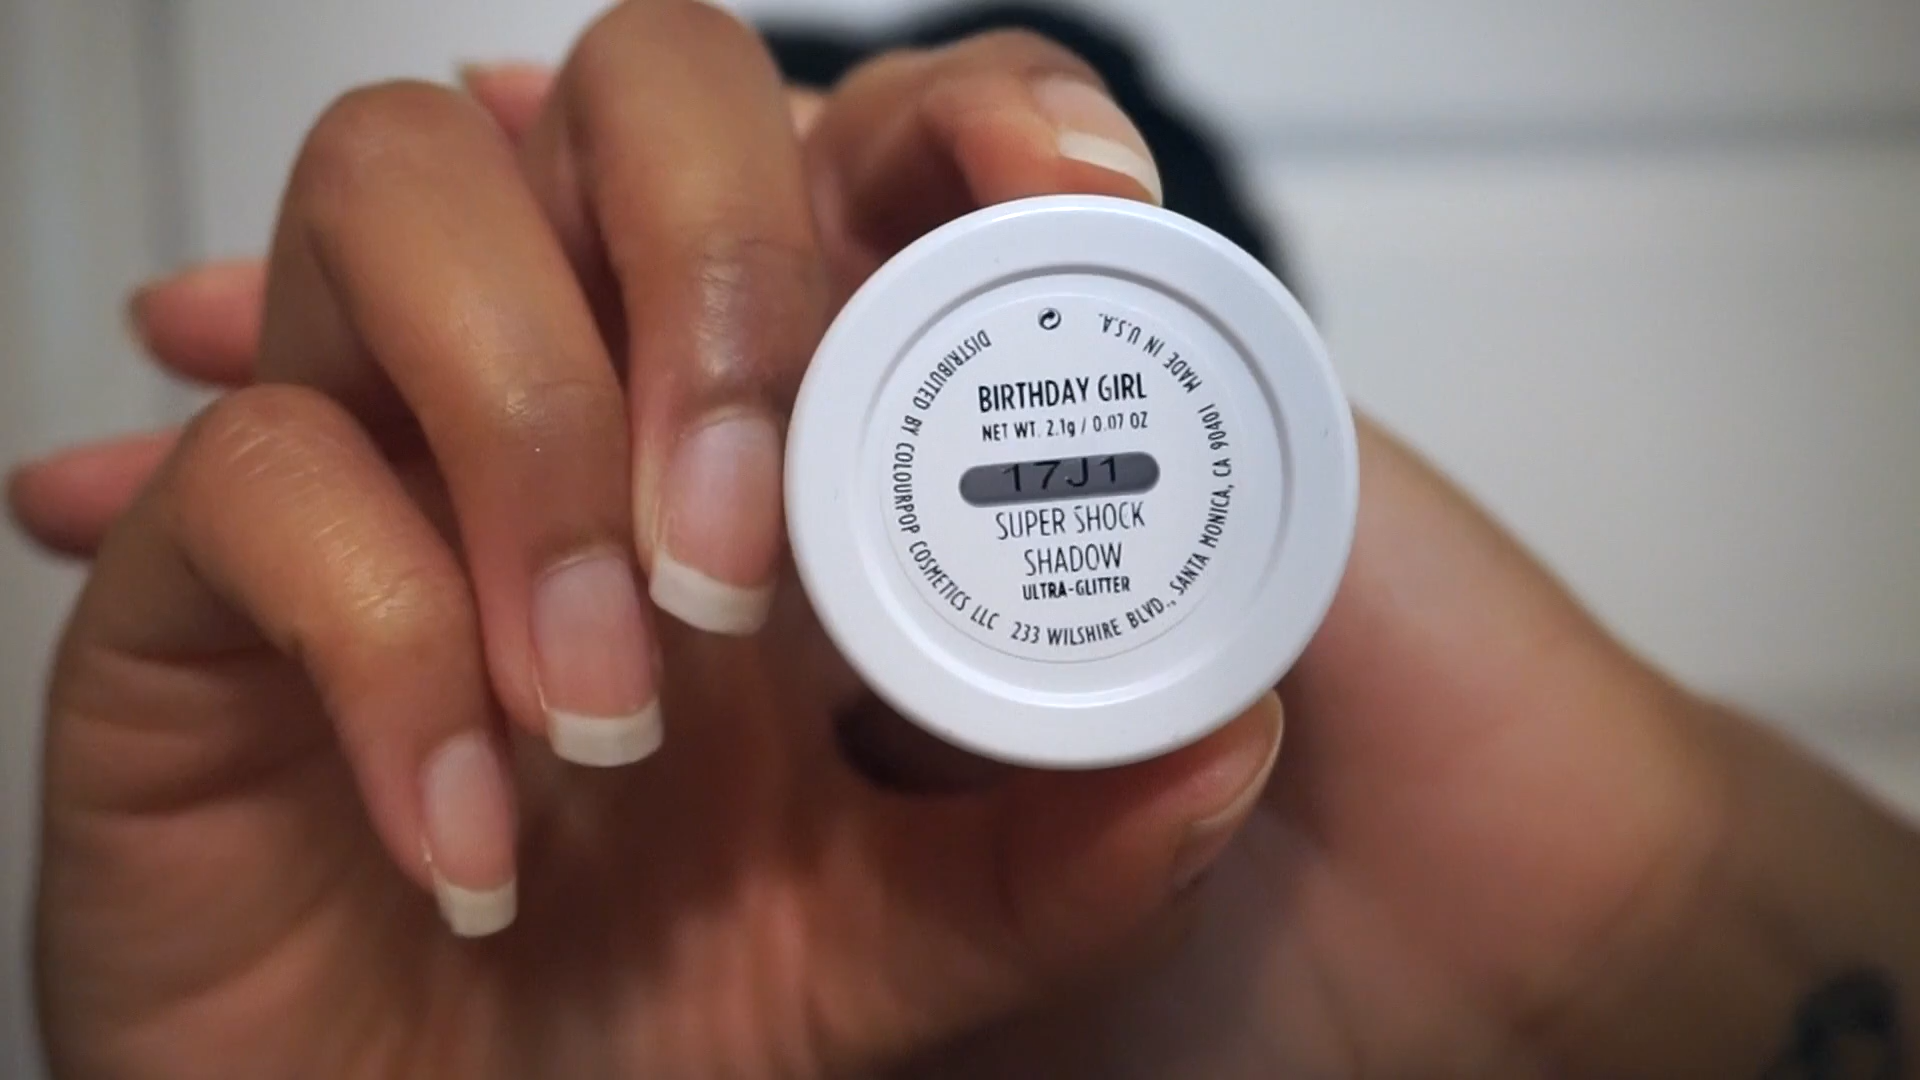 BIRTHDAY GIRL
NET WT. 2.1g / 0.07 OZ
17J1
SUPER SHOCK
SHADOW
ULTRA-GLITTER
DISTRIBUTED BY COLOURPOP COSMETICS LLC 233 WILSHIRE BLVD., SANTA MONICA, CA 90401 MADE IN U.S.A.